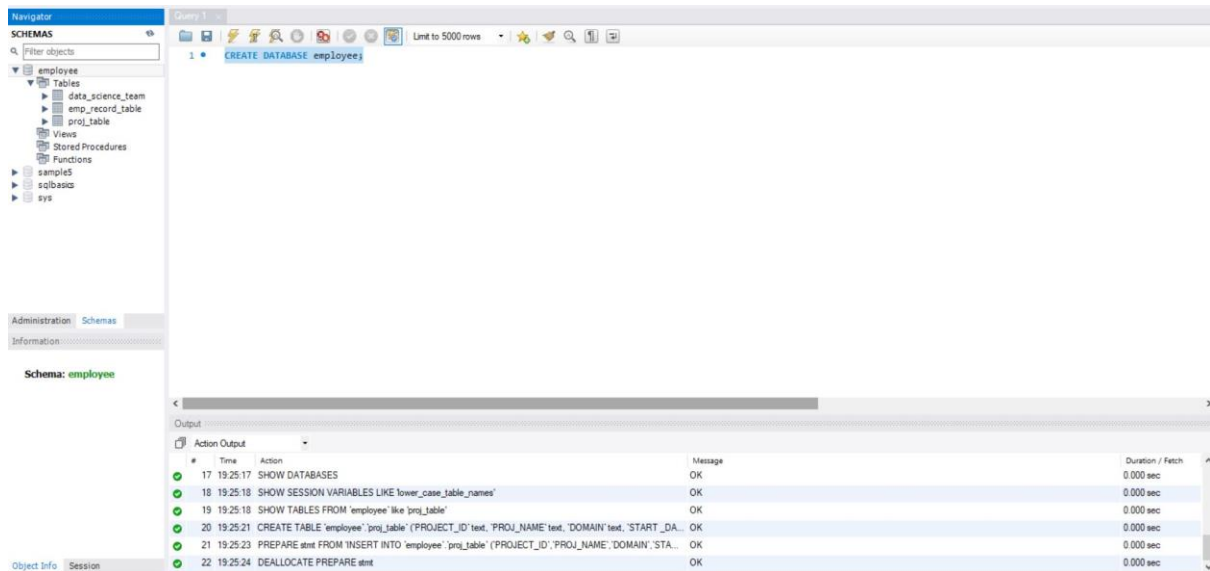 Navigator
SCHEMAS
Filter objects
employee
Tables
data_science_team
emp_record_table
proj_table
Views
Stored Procedures
Functions
sample5
sqlbasics
sys
Administration Schemas
Information
Schema: employee
Object Info Session
Query 1
Limit to 5000 rows
1 CREATE DATABASE employee;
Output
Action Output
# Time Action Message Duration / Fetch
17 19:25:17 SHOW DATABASES OK 0.000 sec
18 19:25:18 SHOW SESSION VARIABLES LIKE 'lower_case_table_names' OK 0.000 sec
19 19:25:18 SHOW TABLES FROM 'employee' like 'proj_table' OK 0.000 sec
20 19:25:21 CREATE TABLE 'employee'.'proj_table' ('PROJECT_ID' text, 'PROJ_NAME' text, 'DOMAIN' text, 'START _DA... OK 0.000 sec
21 19:25:23 PREPARE stmt FROM 'INSERT INTO 'employee'.'proj_table' ('PROJECT_ID','PROJ_NAME','DOMAIN','STA... OK 0.000 sec
22 19:25:24 DEALLOCATE PREPARE stmt OK 0.000 sec